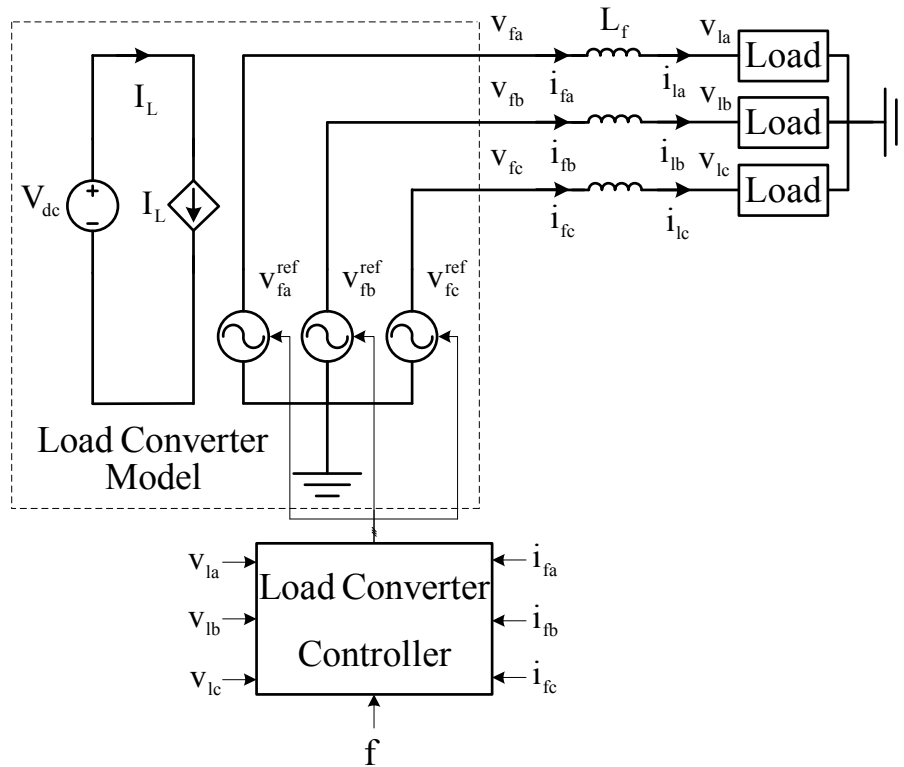 v_fa
L_f
v_la
Load
i_fa
i_la
I_L
v_fb
v_lb
Load
i_fb
i_lb
v_fc
v_lc
Load
V_dc
+
−
I_L
i_fc
i_lc
v_fa^ref
v_fb^ref
v_fc^ref
Load Converter
Model
v_la
i_fa
Load Converter
v_lb
i_fb
Controller
v_lc
i_fc
f